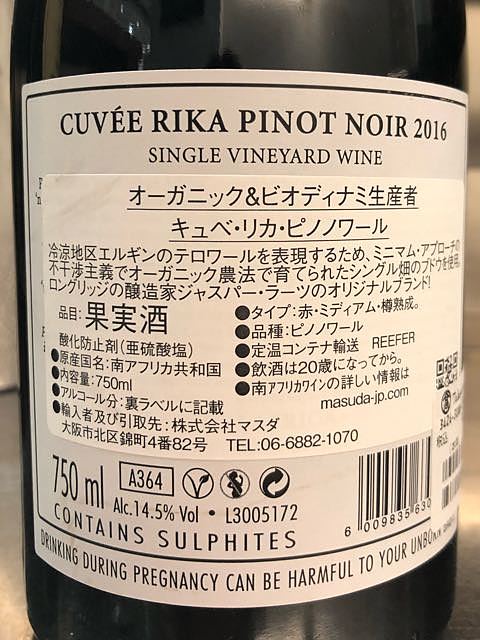 CUVÉE RIKA PINOT NOIR 2016
SINGLE VINEYARD WINE
オーガニック&ビオディナミ生産者
キュベ・リカ・ピノノワール
冷涼地区エルギンのテロワールを表現するため、ミニマム・アプローチの
不干渉主義でオーガニック農法で育てられたシングル畑のブドウを使用。
ロングリッジの醸造家ジャスパー・ラーツのオリジナルブランド!
品目:果実酒
酸化防止剤(亜硫酸塩)
●原産国名:南アフリカ共和国
●内容量:750ml
●アルコール分:裏ラベルに記載
●輸入者及び引取先:株式会社マスダ
大阪市北区錦町4番82号 TEL:06-6882-1070
●タイプ:赤・ミディアム・樽熟成。
●品種:ピノノワール
●定温コンテナ輸送 REEFER
●飲酒は20歳になってから。
●南アフリカワインの詳しい情報は
masuda-jp.com
750 ml
A364
Alc.14.5% Vol • L3005172
CONTAINS SULPHITES
6 009835 630
DRINKING DURING PREGNANCY CAN BE HARMFUL TO YOUR UNBORN